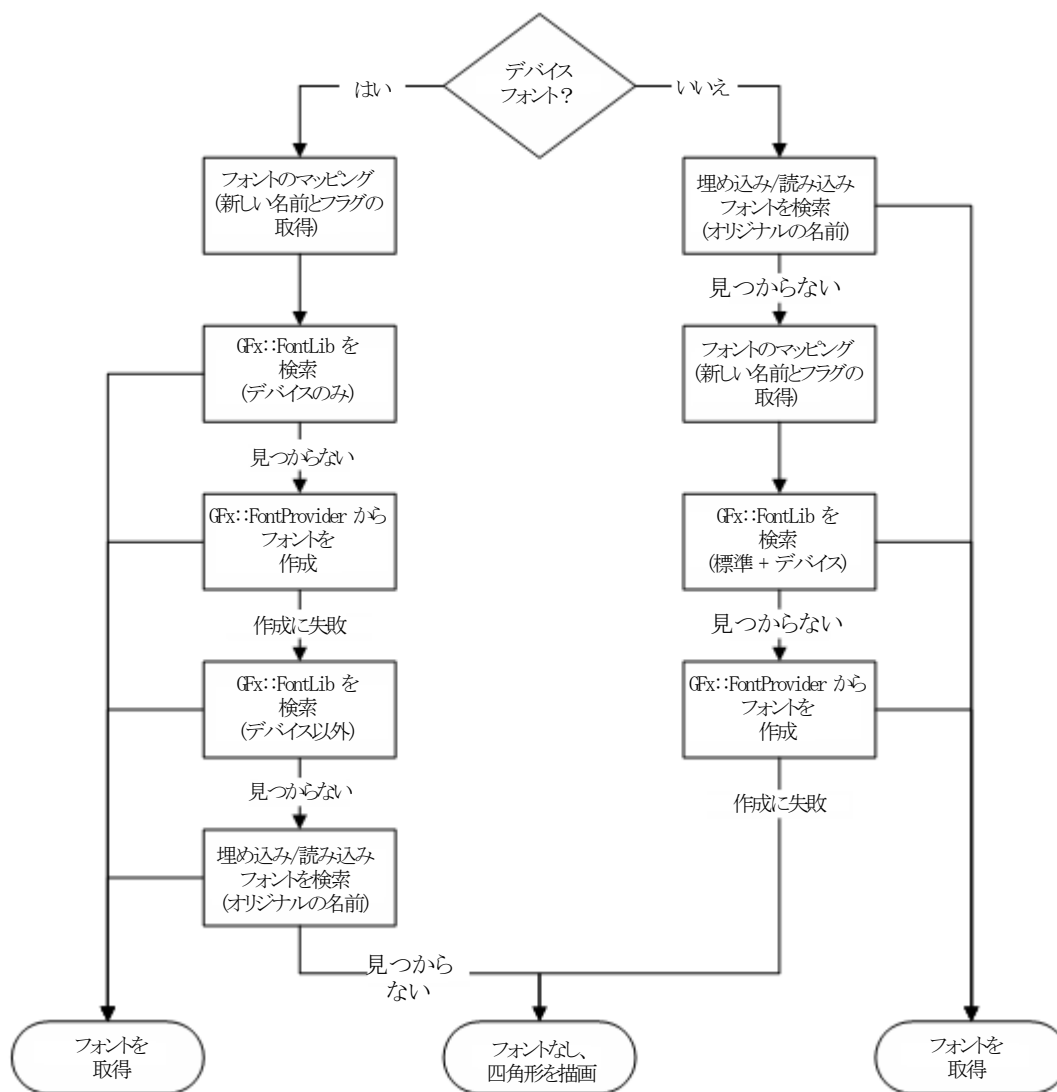 デバイス
フォント？
はい
いいえ
フォントのマッピング
(新しい名前とフラグの
取得)
GFx::FontLib を
検索
(デバイスのみ)
見つからない
GFx::FontProvider から
フォントを
作成
作成に失敗
GFx::FontLib を
検索
(デバイス以外)
見つからない
埋め込み/読み込み
フォントを検索
(オリジナルの名前)
見つから
ない
埋め込み/読み込み
フォントを検索
(オリジナルの名前)
見つからない
フォントのマッピング
(新しい名前とフラグの
取得)
GFx::FontLib を
検索
(標準 + デバイス)
見つからない
GFx::FontProvider から
フォントを
作成
作成に失敗
フォントを
取得
フォントなし、
四角形を描画
フォントを
取得